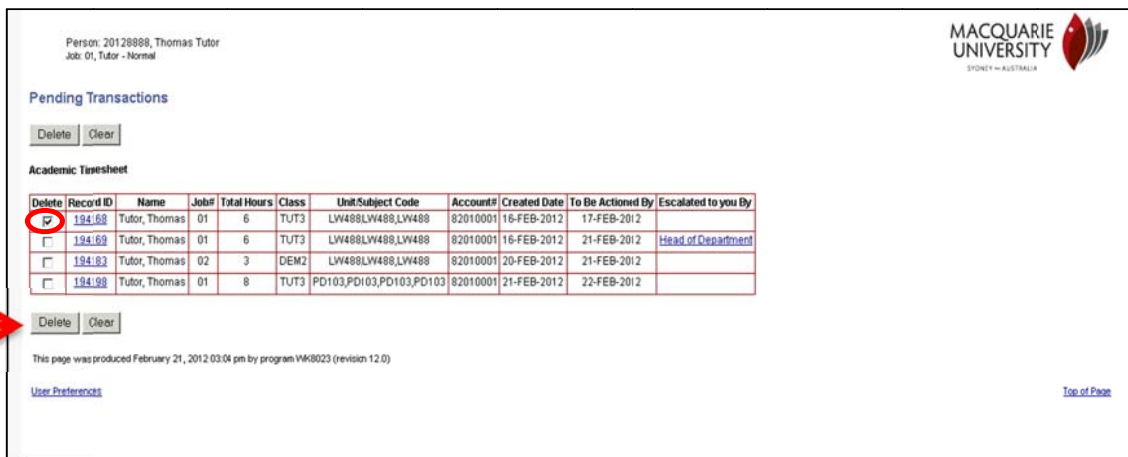 Person: 20128888, Thomas Tutor
Job: 01, Tutor - Normal
MACQUARIE
UNIVERSITY
SYDNEY ~ AUSTRALIA
Pending Transactions
Delete Clear
Academic Timesheet
Delete Record ID Name Job# Total Hours Class Unit/Subject Code Account# Created Date To Be Actioned By Escalated to you By
19468 Tutor, Thomas 01 6 TUT3 LW488LW488,LW488 82010001 16-FEB-2012 17-FEB-2012
19469 Tutor, Thomas 01 6 TUT3 LW488LW488,LW488 82010001 16-FEB-2012 21-FEB-2012 Head of Department
19483 Tutor, Thomas 02 3 DEM2 LW488LW488,LW488 82010001 20-FEB-2012 21-FEB-2012
19498 Tutor, Thomas 01 8 TUT3 PD103,PD103,PD103,PD103 82010001 21-FEB-2012 22-FEB-2012
Delete Clear
This page was produced February 21, 2012 03:04 pm by program WK8023 (revision 12.0)
User Preferences
Top of Page